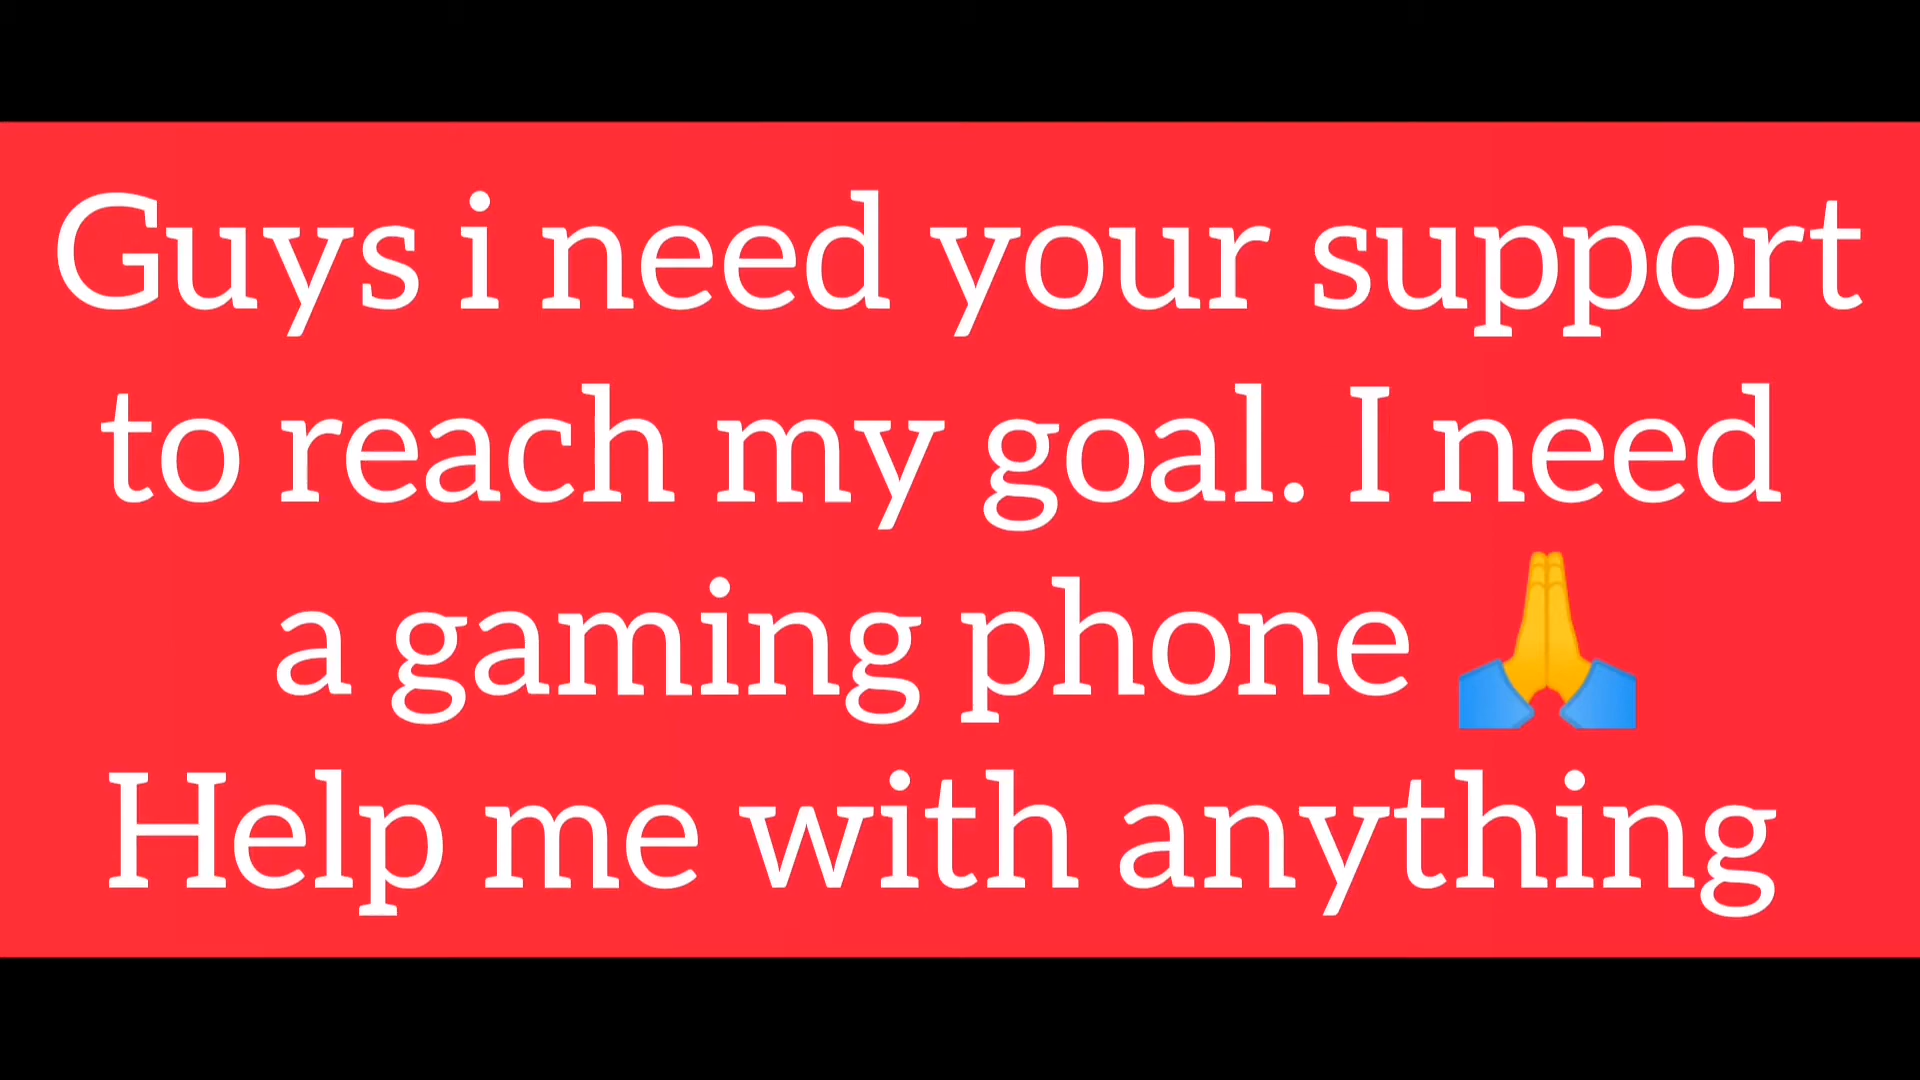 Guys i need your support
to reach my goal. I need
a gaming phone 🙏
Help me with anything